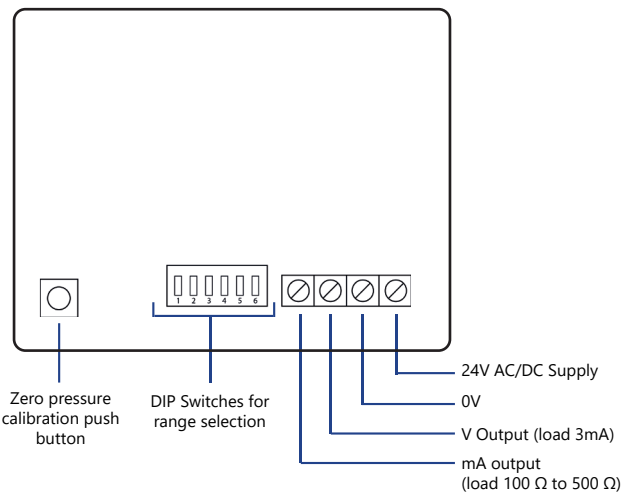 1 2 3 4 5 6
24V AC/DC Supply
0V
V Output (load 3mA)
mA output
(load 100 Ω to 500 Ω)
Zero pressure
calibration push
button
DIP Switches for
range selection